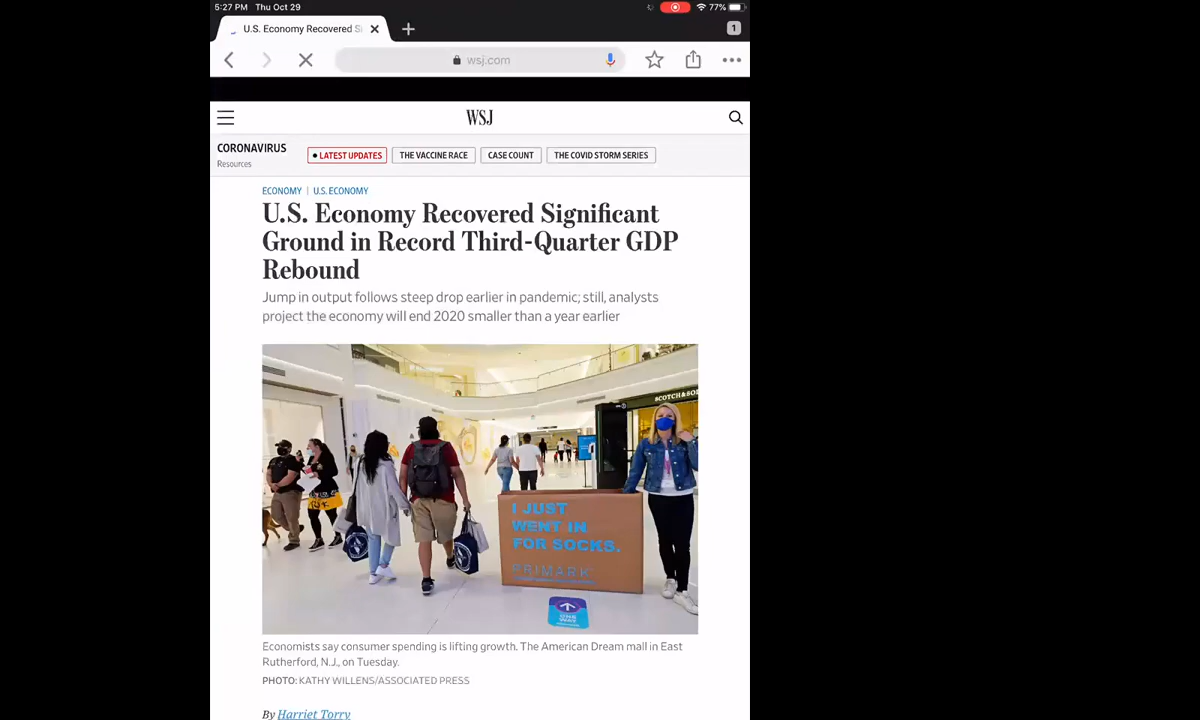 5:27 PM Thu Oct 29
77%
U.S. Economy Recovered Si
1
wsj.com
WSJ
CORONAVIRUS
Resources
LATEST UPDATES
THE VACCINE RACE
CASE COUNT
THE COVID STORM SERIES
ECONOMY | U.S. ECONOMY
U.S. Economy Recovered Significant
Ground in Record Third-Quarter GDP
Rebound
Jump in output follows steep drop earlier in pandemic; still, analysts
project the economy will end 2020 smaller than a year earlier
SCOTCH & SO
I JUST
WENT IN
FOR SOCKS.
PRIMARK
ONE
WAY
Economists say consumer spending is lifting growth. The American Dream mall in East
Rutherford, N.J., on Tuesday.
PHOTO: KATHY WILLENS/ASSOCIATED PRESS
By Harriet Torry